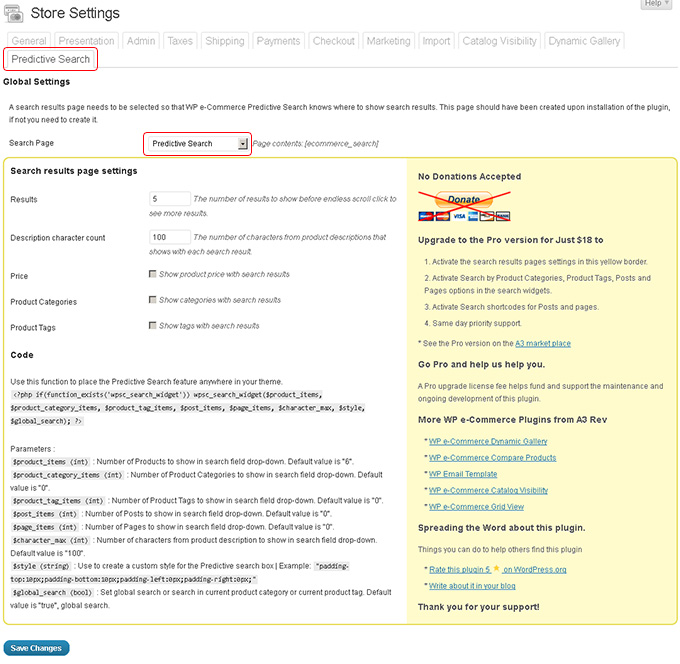 Help
Store Settings
General Presentation Admin Taxes Shipping Payments Checkout Marketing Import Catalog Visibility Dynamic Gallery
Predictive Search
Global Settings
A search results page needs to be selected so that WP e-Commerce Predictive Search knows where to show search results. This page should have been created upon installation of the plugin,
if not you need to create it.
Search Page Predictive Search Page contents: [ecommerce_search]
Search results page settings
Results 5 The number of results to show before endless scroll click to
see more results.
Description character count 100 The number of characters from product descriptions that
shows with each search result.
Price Show product price with search results
Product Categories Show categories with search results
Product Tags Show tags with search results
Code
Use this function to place the Predictive Search feature anywhere in your theme.
<?php if(function_exists('wpsc_search_widget')) wpsc_search_widget($product_items,
$product_category_items, $product_tag_items, $post_items, $page_items, $character_max, $style,
$global_search); ?>
Parameters :
$product_items (int) : Number of Products to show in search field drop-down. Default value is "6".
$product_category_items (int) : Number of Product Categories to show in search field drop-down. Default
value is "0".
$product_tag_items (int) : Number of Product Tags to show in search field drop-down. Default value is "0".
$post_items (int) : Number of Posts to show in search field drop-down. Default value is "0".
$page_items (int) : Number of Pages to show in search field drop-down. Default value is "0".
$character_max (int) : Number of characters from product description to show in search field drop-down.
Default value is "100".
$style (string) : Use to create a custom style for the Predictive search box | Example: "padding-
top:10px;padding-bottom:10px;padding-left:0px;padding-right:0px;"
$global_search (bool) : Set global search or search in current product category or current product tag. Default
value is "true", global search.
No Donations Accepted
Donate
VISA
Upgrade to the Pro version for Just $18 to
1. Activate the search results pages settings in this yellow border.
2. Activate Search by Product Categories, Product Tags, Posts and
Pages options in the search widgets.
3. Activate Search shortcodes for Posts and pages.
4. Same day priority support.
* See the Pro version on the A3 market place
Go Pro and help us help you.
A Pro upgrade license fee helps fund and support the maintenance and
ongoing development of this plugin.
More WP e-Commerce Plugins from A3 Rev
* WP e-Commerce Dynamic Gallery
* WP e-Commerce Compare Products
* WP Email Template
* WP e-Commerce Catalog Visibility
* WP e-Commerce Grid View
Spreading the Word about this plugin.
Things you can do to help others find this plugin
* Rate this plugin 5 on WordPress.org
* Write about it in your blog
Thank you for your support!
Save Changes